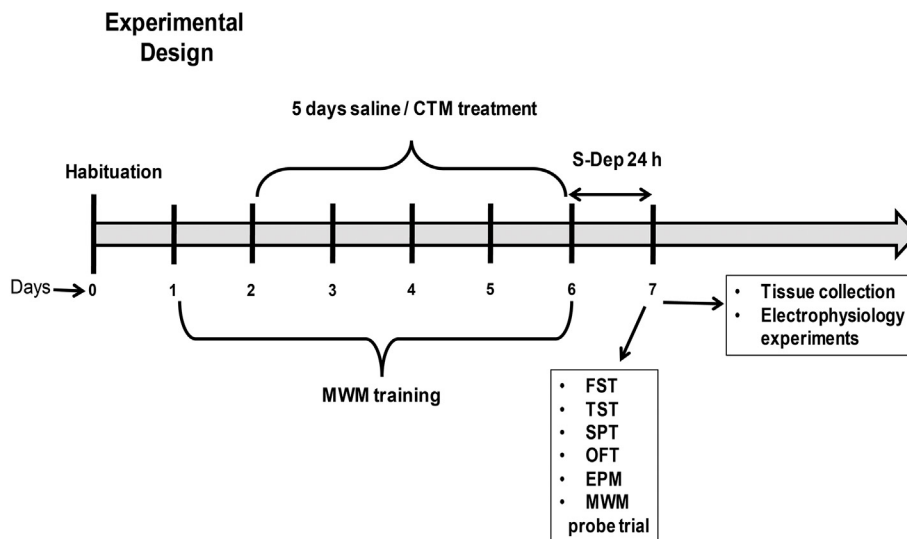 Experimental
Design
5 days saline / CTM treatment
S-Dep 24 h
Habituation
Days
0 1 2 3 4 5 6 7
MWM training
• Tissue collection
• Electrophysiology
experiments
• FST
• TST
• SPT
• OFT
• EPM
• MWM
probe trial